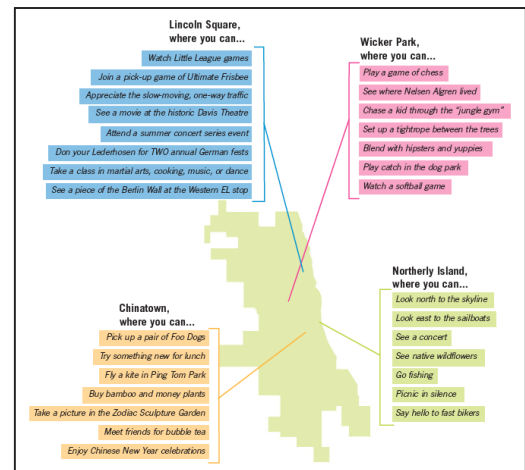 Lincoln Square,
where you can...
Watch Little League games
Join a pick-up game of Ultimate Frisbee
Appreciate the slow-moving, one-way traffic
See a movie at the historic Davis Theatre
Attend a summer concert series event
Don your Lederhosen for TWO annual German fests
Take a class in martial arts, cooking, music, or dance
See a piece of the Berlin Wall at the Western EL stop
Wicker Park,
where you can...
Play a game of chess
See where Nelsen Algren lived
Chase a kid through the “jungle gym”
Set up a tightrope between the trees
Blend with hipsters and yuppies
Play catch in the dog park
Watch a softball game
Chinatown,
where you can...
Pick up a pair of Foo Dogs
Try something new for lunch
Fly a kite in Ping Tom Park
Buy bamboo and money plants
Take a picture in the Zodiac Sculpture Garden
Meet friends for bubble tea
Enjoy Chinese New Year celebrations
Northerly Island,
where you can...
Look north to the skyline
Look east to the sailboats
See a concert
See native wildflowers
Go fishing
Picnic in silence
Say hello to fast bikers